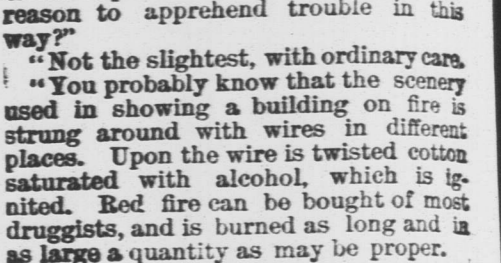 reason to apprehend trouble in this
way?"
"Not the slightest, with ordinary care.
"You probably know that the scenery
used in showing a building on fire is
strung around with wires in different
places. Upon the wire is twisted cotton
saturated with alcohol, which is ig-
nited. Red fire can be bought of most
druggists, and is burned as long and in
as large a quantity as may be proper.